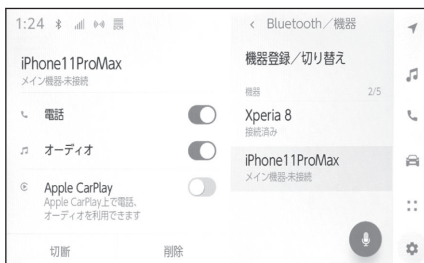 1:24
iPhone11ProMax
メイン機器-未接続
電話
オーディオ
Apple CarPlay
Apple CarPlay上で電話、
オーディオを利用できます
切断
削除
Bluetooth／機器
機器登録／切り替え
機器 2/5
Xperia 8
接続済み
iPhone11ProMax
メイン機器-未接続